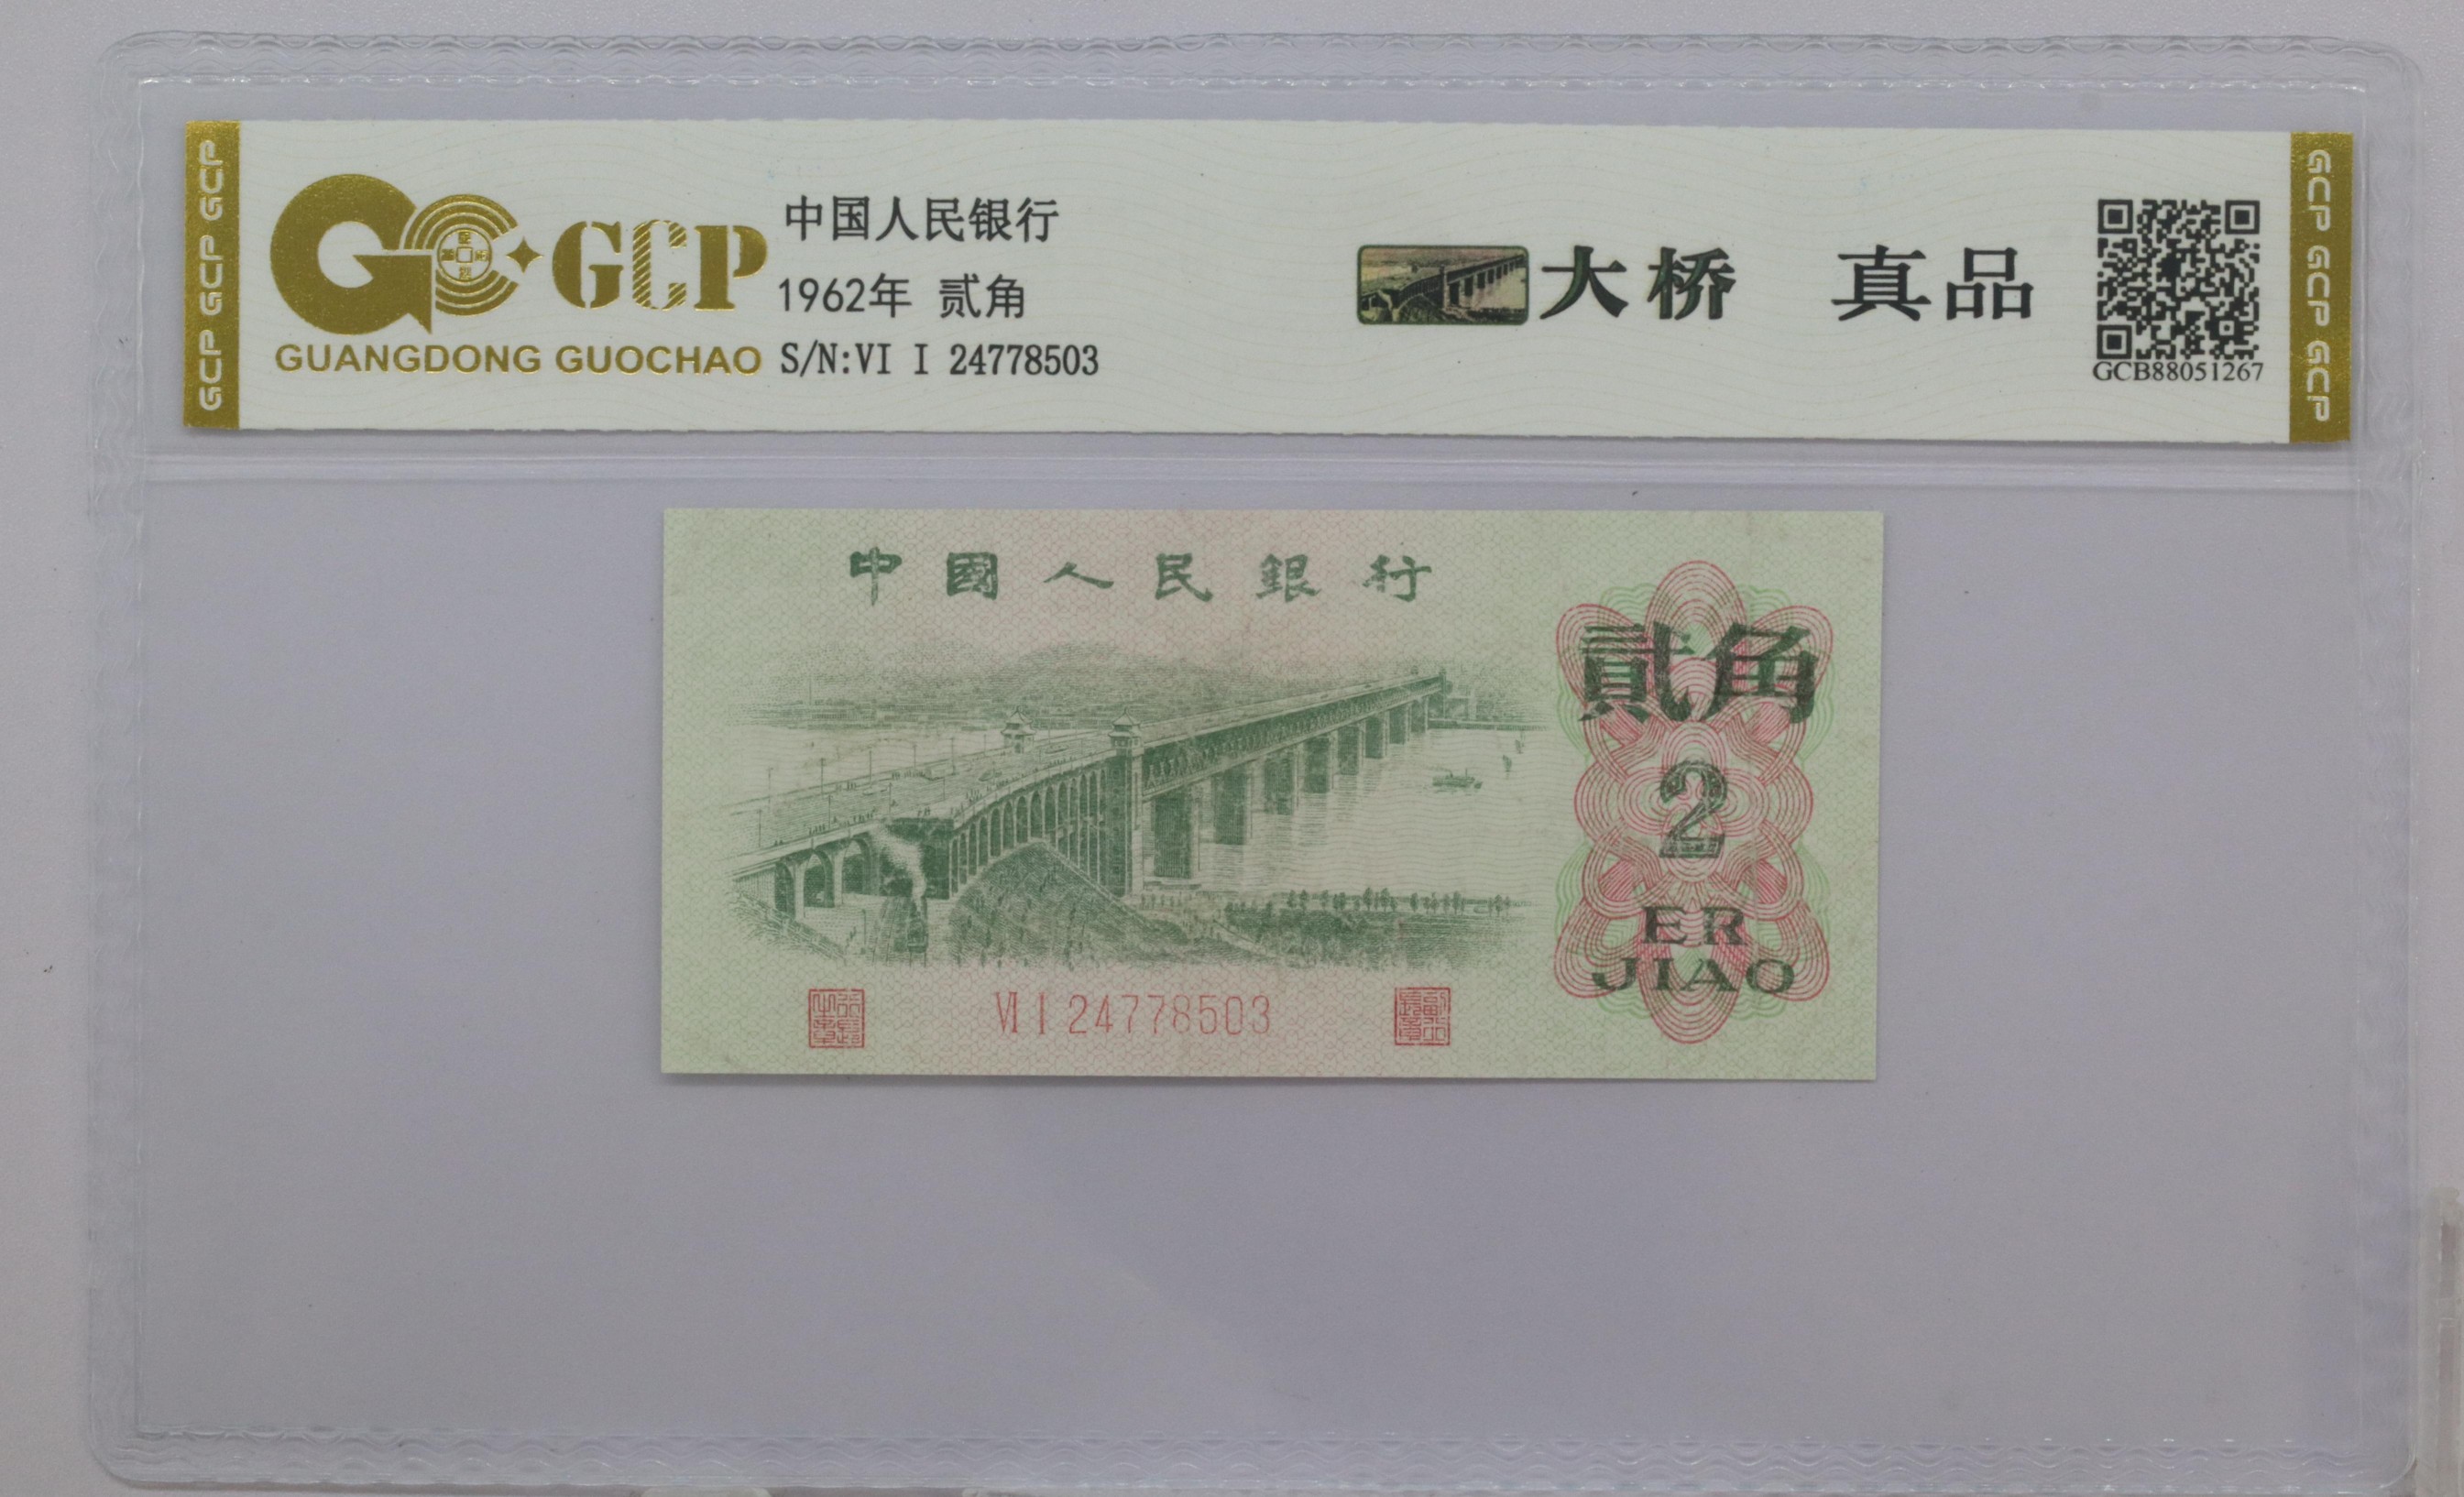 GCP GCP GCP
GCP
GUANGDONG GUOCHAO
中国人民银行
1962年 贰角
S/N:VI I 24778503
大桥 真品
GCB88051267
GCP GCP GCP
中國人民銀行
貳角
2
ER
JIAO
VI I 24778503